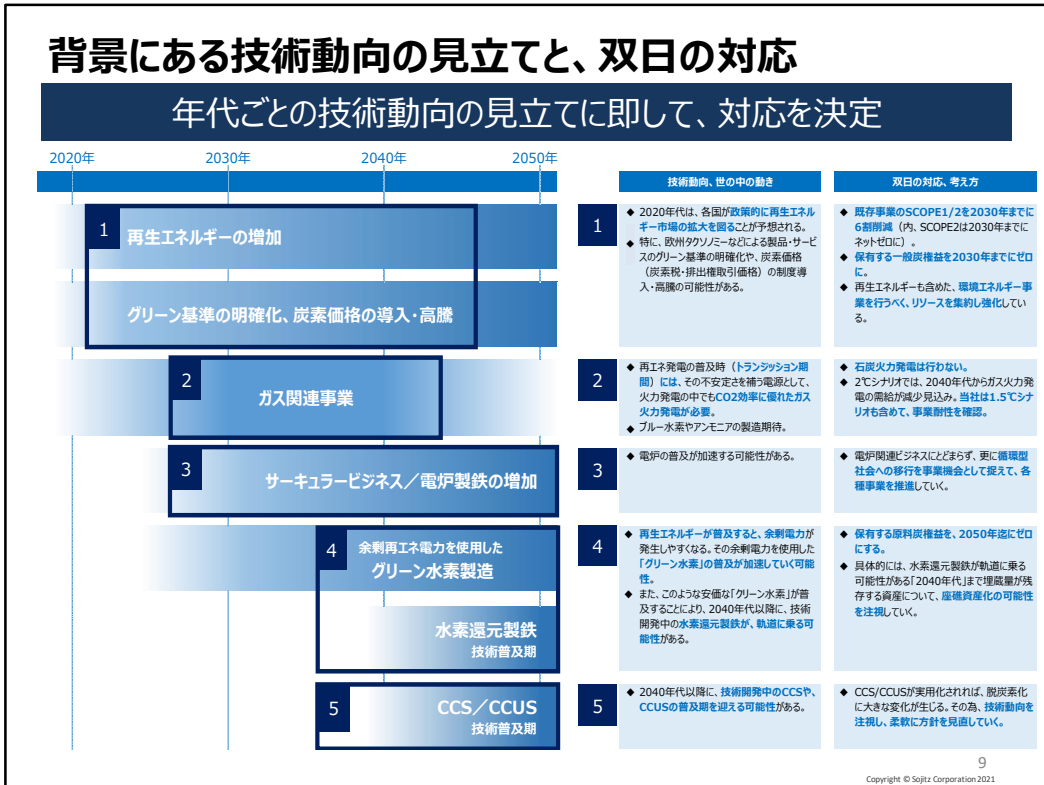 背景にある技術動向の見立てと、双日の対応
年代ごとの技術動向の見立てに即して、対応を決定
2020年
2030年
2040年
2050年
1
再生エネルギーの増加
グリーン基準の明確化、炭素価格の導入・高騰
2
ガス関連事業
3
サーキュラービジネス／電炉製鉄の増加
4
余剰再エネ電力を使用した
グリーン水素製造
水素還元製鉄
技術普及期
5
CCS／CCUS
技術普及期
技術動向、世の中の動き
双日の対応、考え方
1
◆ 2020年代は、各国が政策的に再生エネル
ギー市場の拡大を図ることが予想される。
◆ 特に、欧州タクソノミーなどによる製品・サービ
スのグリーン基準の明確化や、炭素価格
（炭素税・排出権取引価格）の制度導
入・高騰の可能性がある。
◆ 既存事業のSCOPE1/2を2030年までに
6割削減（内、SCOPE2は2030年までに
ネットゼロに）。
◆ 保有する一般炭権益を2030年までにゼロ
に。
◆ 再生エネルギーも含めた、環境エネルギー事
業を行うべく、リソースを集約し強化してい
る。
2
◆ 再エネ発電の普及時（トランジッション期
間）には、その不安定さを補う電源として、
火力発電の中でもCO2効率に優れたガス
火力発電が必要。
◆ ブルー水素やアンモニアの製造期待。
◆ 石炭火力発電は行わない。
◆ 2℃シナリオでは、2040年代からガス火力発
電の需給が減少見込み。当社は1.5℃シナ
リオも含めて、事業耐性を確認。
3
◆ 電炉の普及が加速する可能性がある。
◆ 電炉関連ビジネスにとどまらず、更に循環型
社会への移行を事業機会として捉えて、各
種事業を推進していく。
4
◆ 再生エネルギーが普及すると、余剰電力が
発生しやすくなる。その余剰電力を使用した
「グリーン水素」の普及が加速していく可能
性。
◆ また、このような安価な「クリーン水素」が普
及することにより、2040年代以降に、技術
開発中の水素還元製鉄が、軌道に乗る可
能性がある。
◆ 保有する原料炭権益を、2050年迄にゼロ
にする。
◆ 具体的には、水素還元製鉄が軌道に乗る
可能性がある「2040年代」まで埋蔵量が残
存する資産について、座礁資産化の可能性
を注視していく。
5
◆ 2040年代以降に、技術開発中のCCSや、
CCUSの普及期を迎える可能性がある。
◆ CCS/CCUSが実用化されれば、脱炭素化
に大きな変化が生じる。その為、技術動向を
注視し、柔軟に方針を見直していく。
9
Copyright © Sojitz Corporation 2021